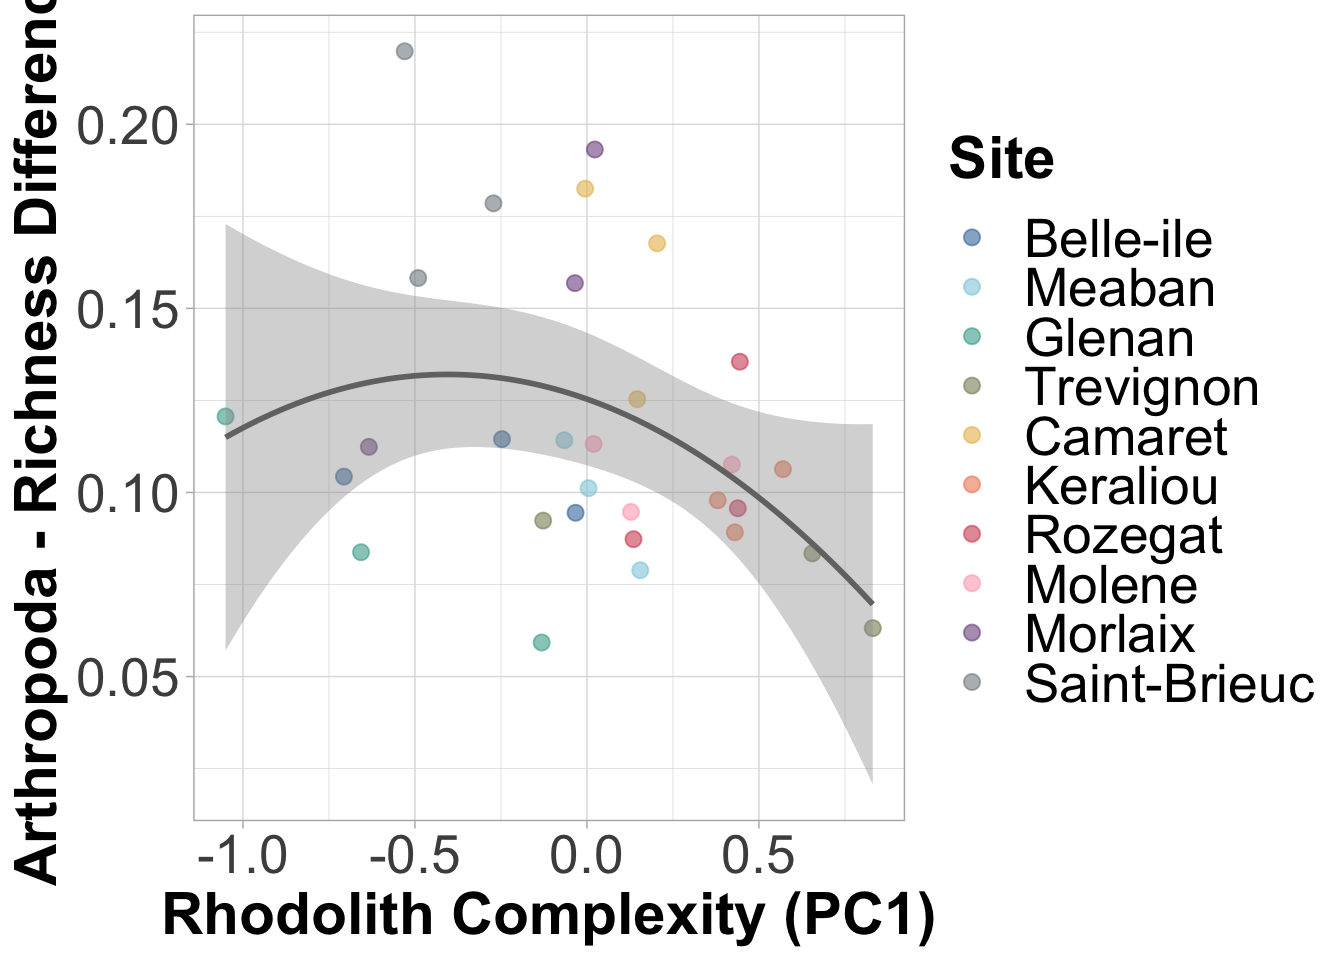 Arthropoda - Richness Differenc
0.20
0.15
0.10
0.05
-1.0 -0.5 0.0 0.5
Rhodolith Complexity (PC1)
Site
Belle-ile
Meaban
Glenan
Trevignon
Camaret
Keraliou
Rozegat
Molene
Morlaix
Saint-Brieuc